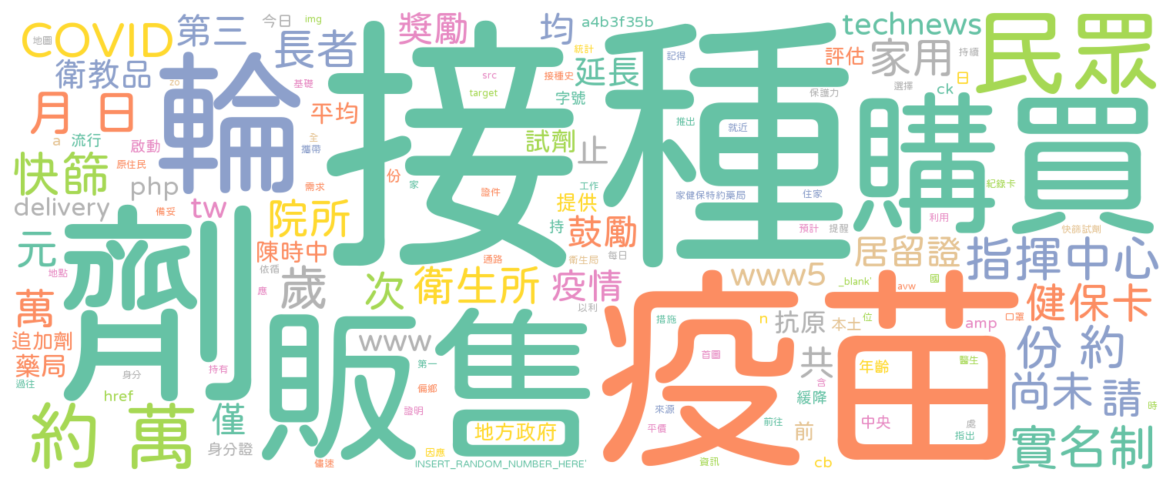 COVID
第三
今日
img
獎勵
均
a4b3f35b
technews
民眾
地圖
長者
統計
記得
評估
家用
持續
衛教品
輪
zo
基礎
src
接種史
延長
接種
保護力
選擇
日
ck
月 日
平均
target
字號
推出
就近
購買
a
流行
啟動
全
攜帶
試劑
止
快篩
原住民
php
需求
份
家
證件
工作
提供
家健保特約藥局
住家
紀錄卡
delivery
備妥
tw
院所
持
鼓勵
預計
提醒
利用
快篩試劑
元
劑
陳時中
通路
衛生局
每日
居留證
指揮中心
地點
依循
應
歲
次
衛生所
疫情
以利
www5
_blank'
國
avw
萬
販售
疫苗
健保卡
措施
n
抗原
本土
位
amp
口罩
追加劑
www
第一
共
份 約
藥局
持有
過往
身分
首圖
年齡
醫生
href
偏鄉
含
緩降
尚未
請
約 萬
僅
證明
來源
中央
時
身分證
地方政府
平價
前往
前
處
指出
實名制
因應
儘速
INSERT_RANDOM_NUMBER_HERE'
資訊
cb